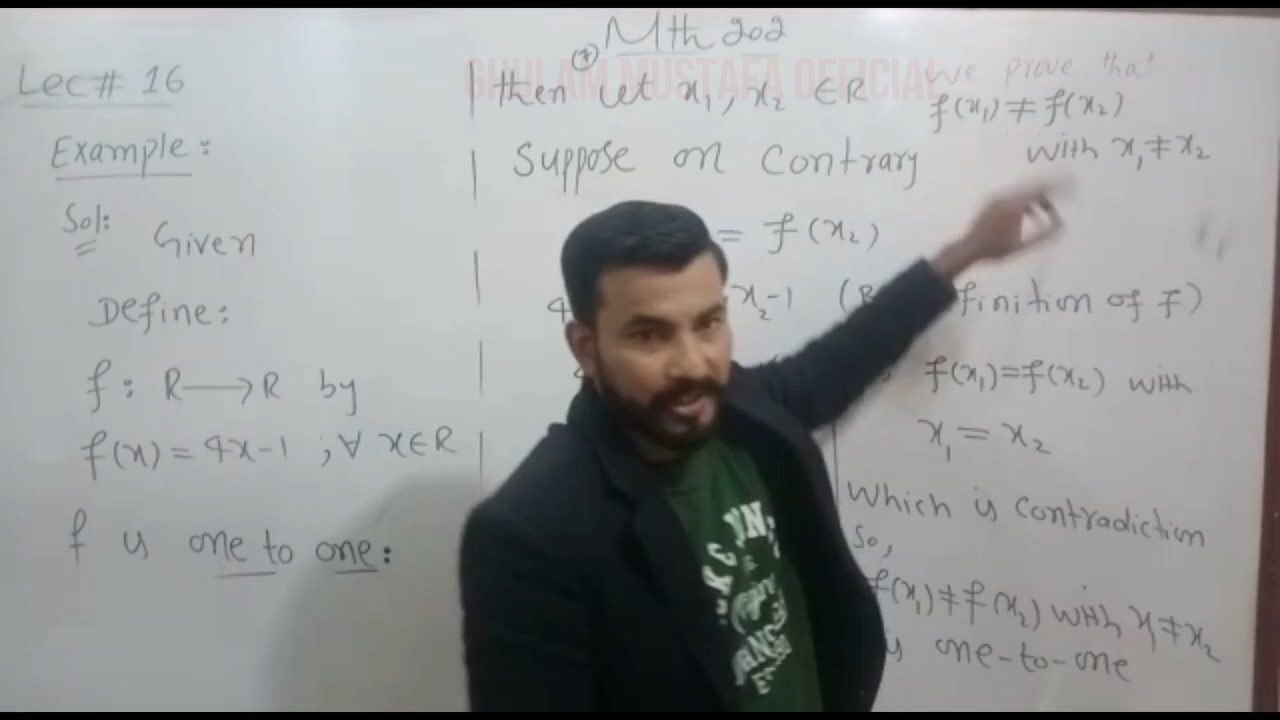 Mth 202
GHULAM MUSTAFA OFFICIAL
Lec# 16
Example:
Sol: Given
Define:
f: R⟶R by
f(x) = 4x-1 ; ∀ x∈R
f is one to one:
then let x₁, x₂ ∈R
Suppose on Contrary
= f(x₂)
4 x₂-1 finition of F)
we prove that
f(x₁) ≠ f(x₂)
with x₁ ≠ x₂
f(x₁)=f(x₂) with
x₁ = x₂
Which is contradiction
So,
f(x₁)≠f(x₂) with x₁≠x₂
is one-to-one